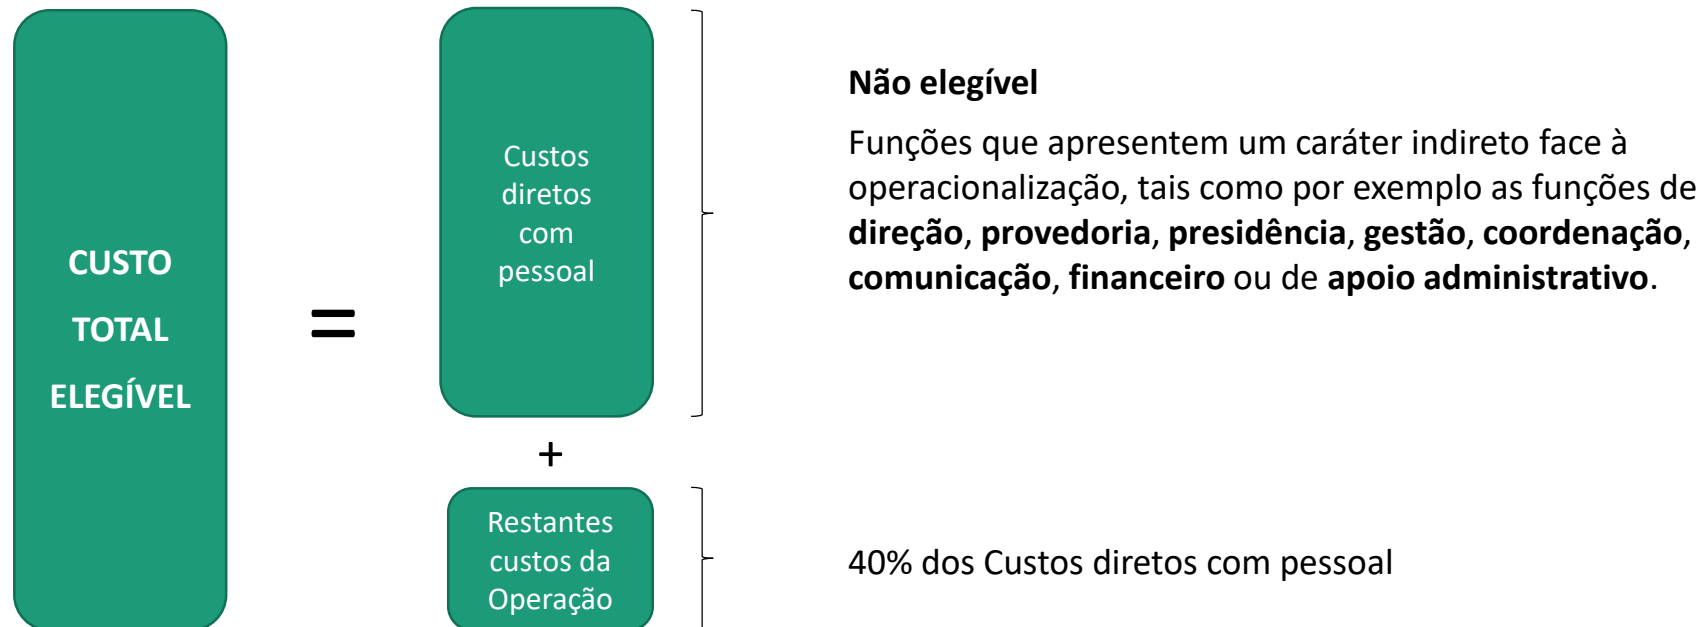 CUSTO
TOTAL
ELEGÍVEL
=
Custos
diretos
com
pessoal
+
Restantes
custos da
Operação
Não elegível
Funções que apresentem um caráter indireto face à
operacionalização, tais como por exemplo as funções de
direção, provedoria, presidência, gestão, coordenação,
comunicação, financeiro ou de apoio administrativo.
40% dos Custos diretos com pessoal